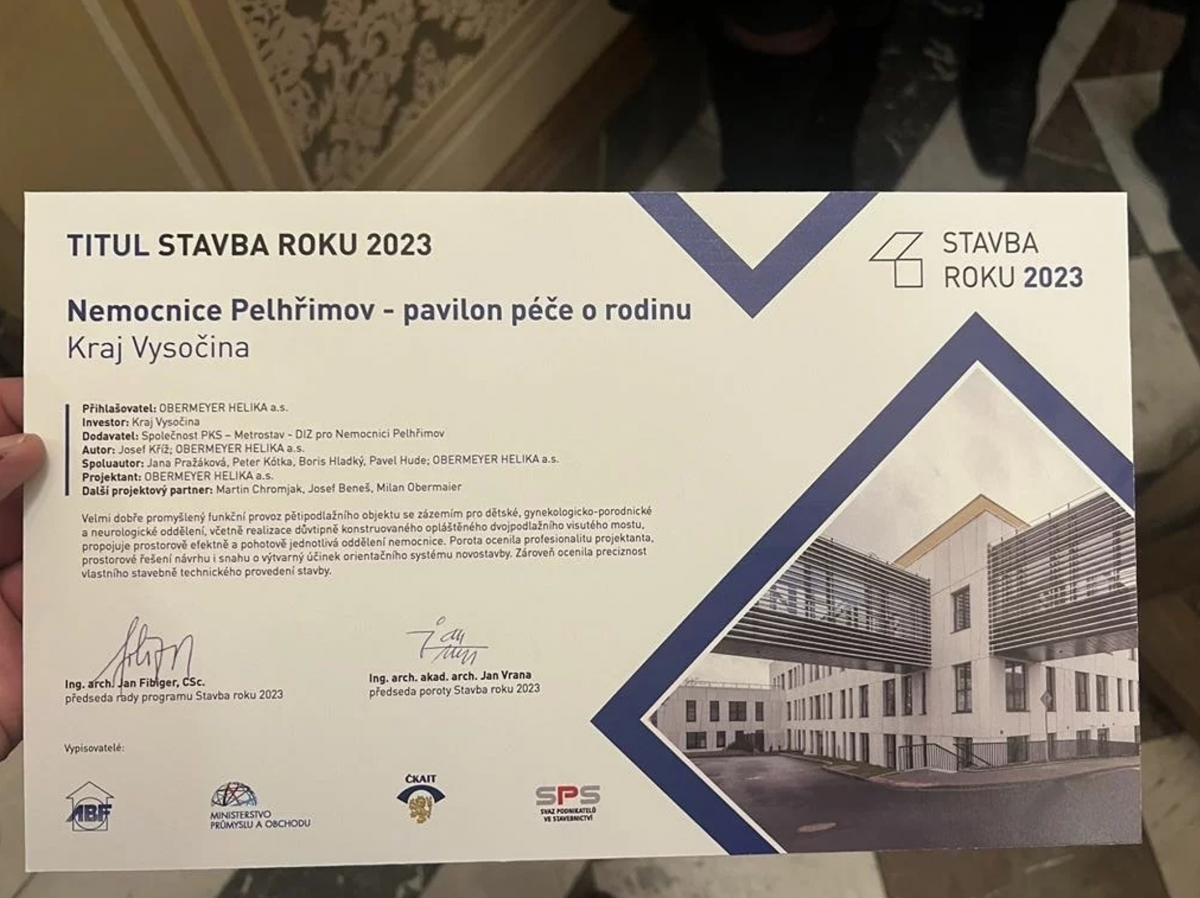 TITUL STAVBA ROKU 2023
STAVBA
ROKU 2023
Nemocnice Pelhřimov - pavilon péče o rodinu
Kraj Vysočina
Přihlašovatel: OBERMEYER HELIKA a.s.
Investor: Kraj Vysočina
Dodavatel: Společnost PKS – Metrostav - DIZ pro Nemocnici Pelhřimov
Autor: Josef Kříž; OBERMEYER HELIKA a.s.
Spoluautor: Jana Pražáková, Peter Kótka, Boris Hladký, Pavel Hude; OBERMEYER HELIKA a.s.
Projektant: OBERMEYER HELIKA a.s.
Další projektový partner: Martin Chromjak, Josef Beneš, Milan Obermaier
Velmi dobře promyšlený funkční provoz pětipodlažního objektu se zázemím pro dětské, gynekologicko-porodnické
a neurologické oddělení, včetně realizace důvtipně konstruovaného opláštěného dvojpodlažního visutého mostu,
propojuje prostorově efektně a pohotově jednotlivá oddělení nemocnice. Porota ocenila profesionalitu projektanta,
prostorové řešení návrhu i snahu o výtvarný účinek orientačního systému novostavby. Zároveň ocenila preciznost
vlastního stavebně technického provedení stavby.
Ing. arch. Jan Fibiger, CSc.
předseda rady programu Stavba roku 2023
Ing. arch. akad. arch. Jan Vrana
předseda poroty Stavba roku 2023
Vypisovatelé:
ABF
MINISTERSTVO
PRŮMYSLU A OBCHODU
ČKAIT
SPS
SVAZ PODNIKATELŮ
VE STAVEBNICTVÍ